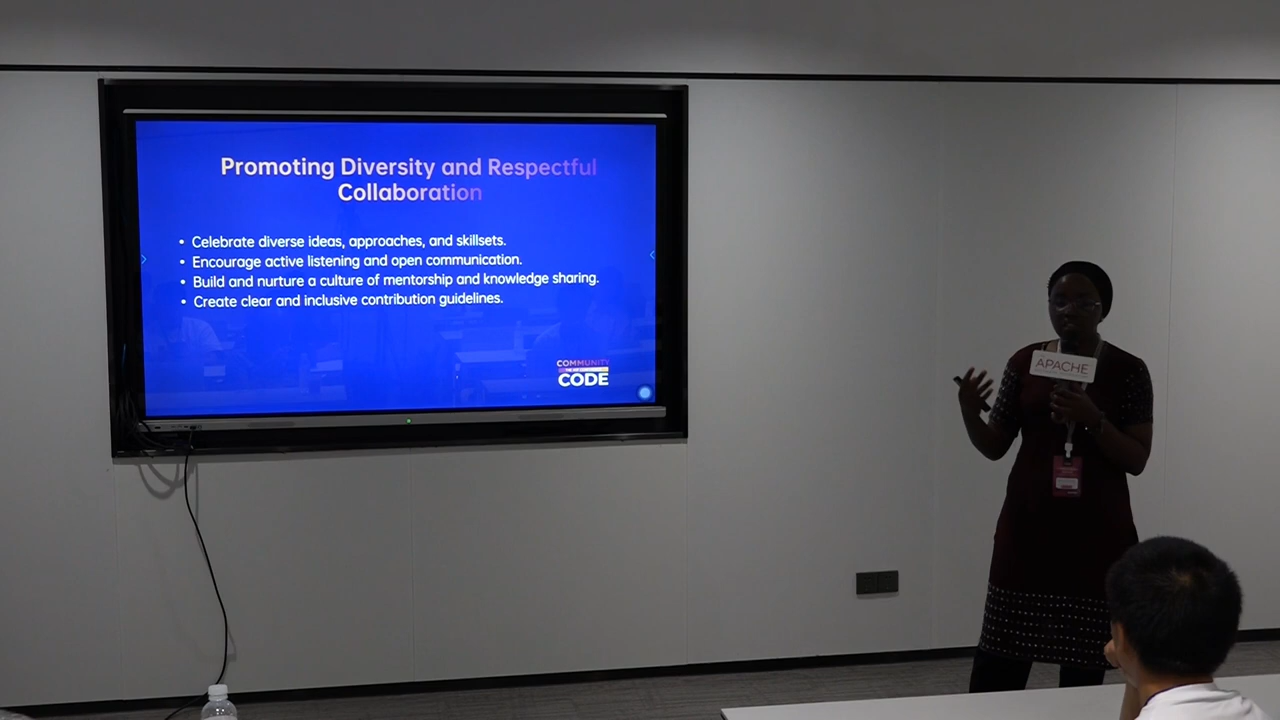 Promoting Diversity and Respectful
Collaboration
• Celebrate diverse ideas, approaches, and skillsets.
• Encourage active listening and open communication.
• Build and nurture a culture of mentorship and knowledge sharing.
• Create clear and inclusive contribution guidelines.
COMMUNITY
CODE
APACHE